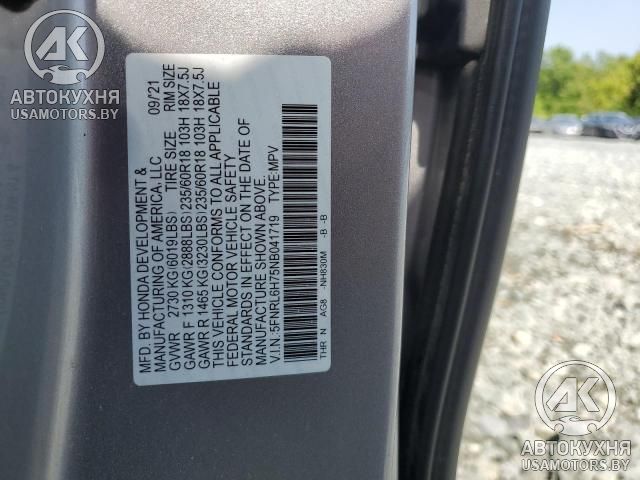 MFD. BY HONDA DEVELOPMENT & 09/21
MANUFACTURING OF AMERICA, LLC
GVWR 2730 KG(6019LBS) TIRE SIZE RIM SIZE
GAWR F 1310 KG(2888LBS) 235/60R18 103H 18X7.5J
GAWR R 1465 KG(3230LBS) 235/60R18 103H 18X7.5J
THIS VEHICLE CONFORMS TO ALL APPLICABLE
FEDERAL MOTOR VEHICLE SAFETY
STANDARDS IN EFFECT ON THE DATE OF
MANUFACTURE SHOWN ABOVE.
V.I.N.:5FNRL6H75NB041719 TYPE:MPV
THR N AG8 -NH830M -B -B
AK
АВТОКУХНЯ
USAMOTORS.BY
AK
АВТОКУХНЯ
USAMOTORS.BY